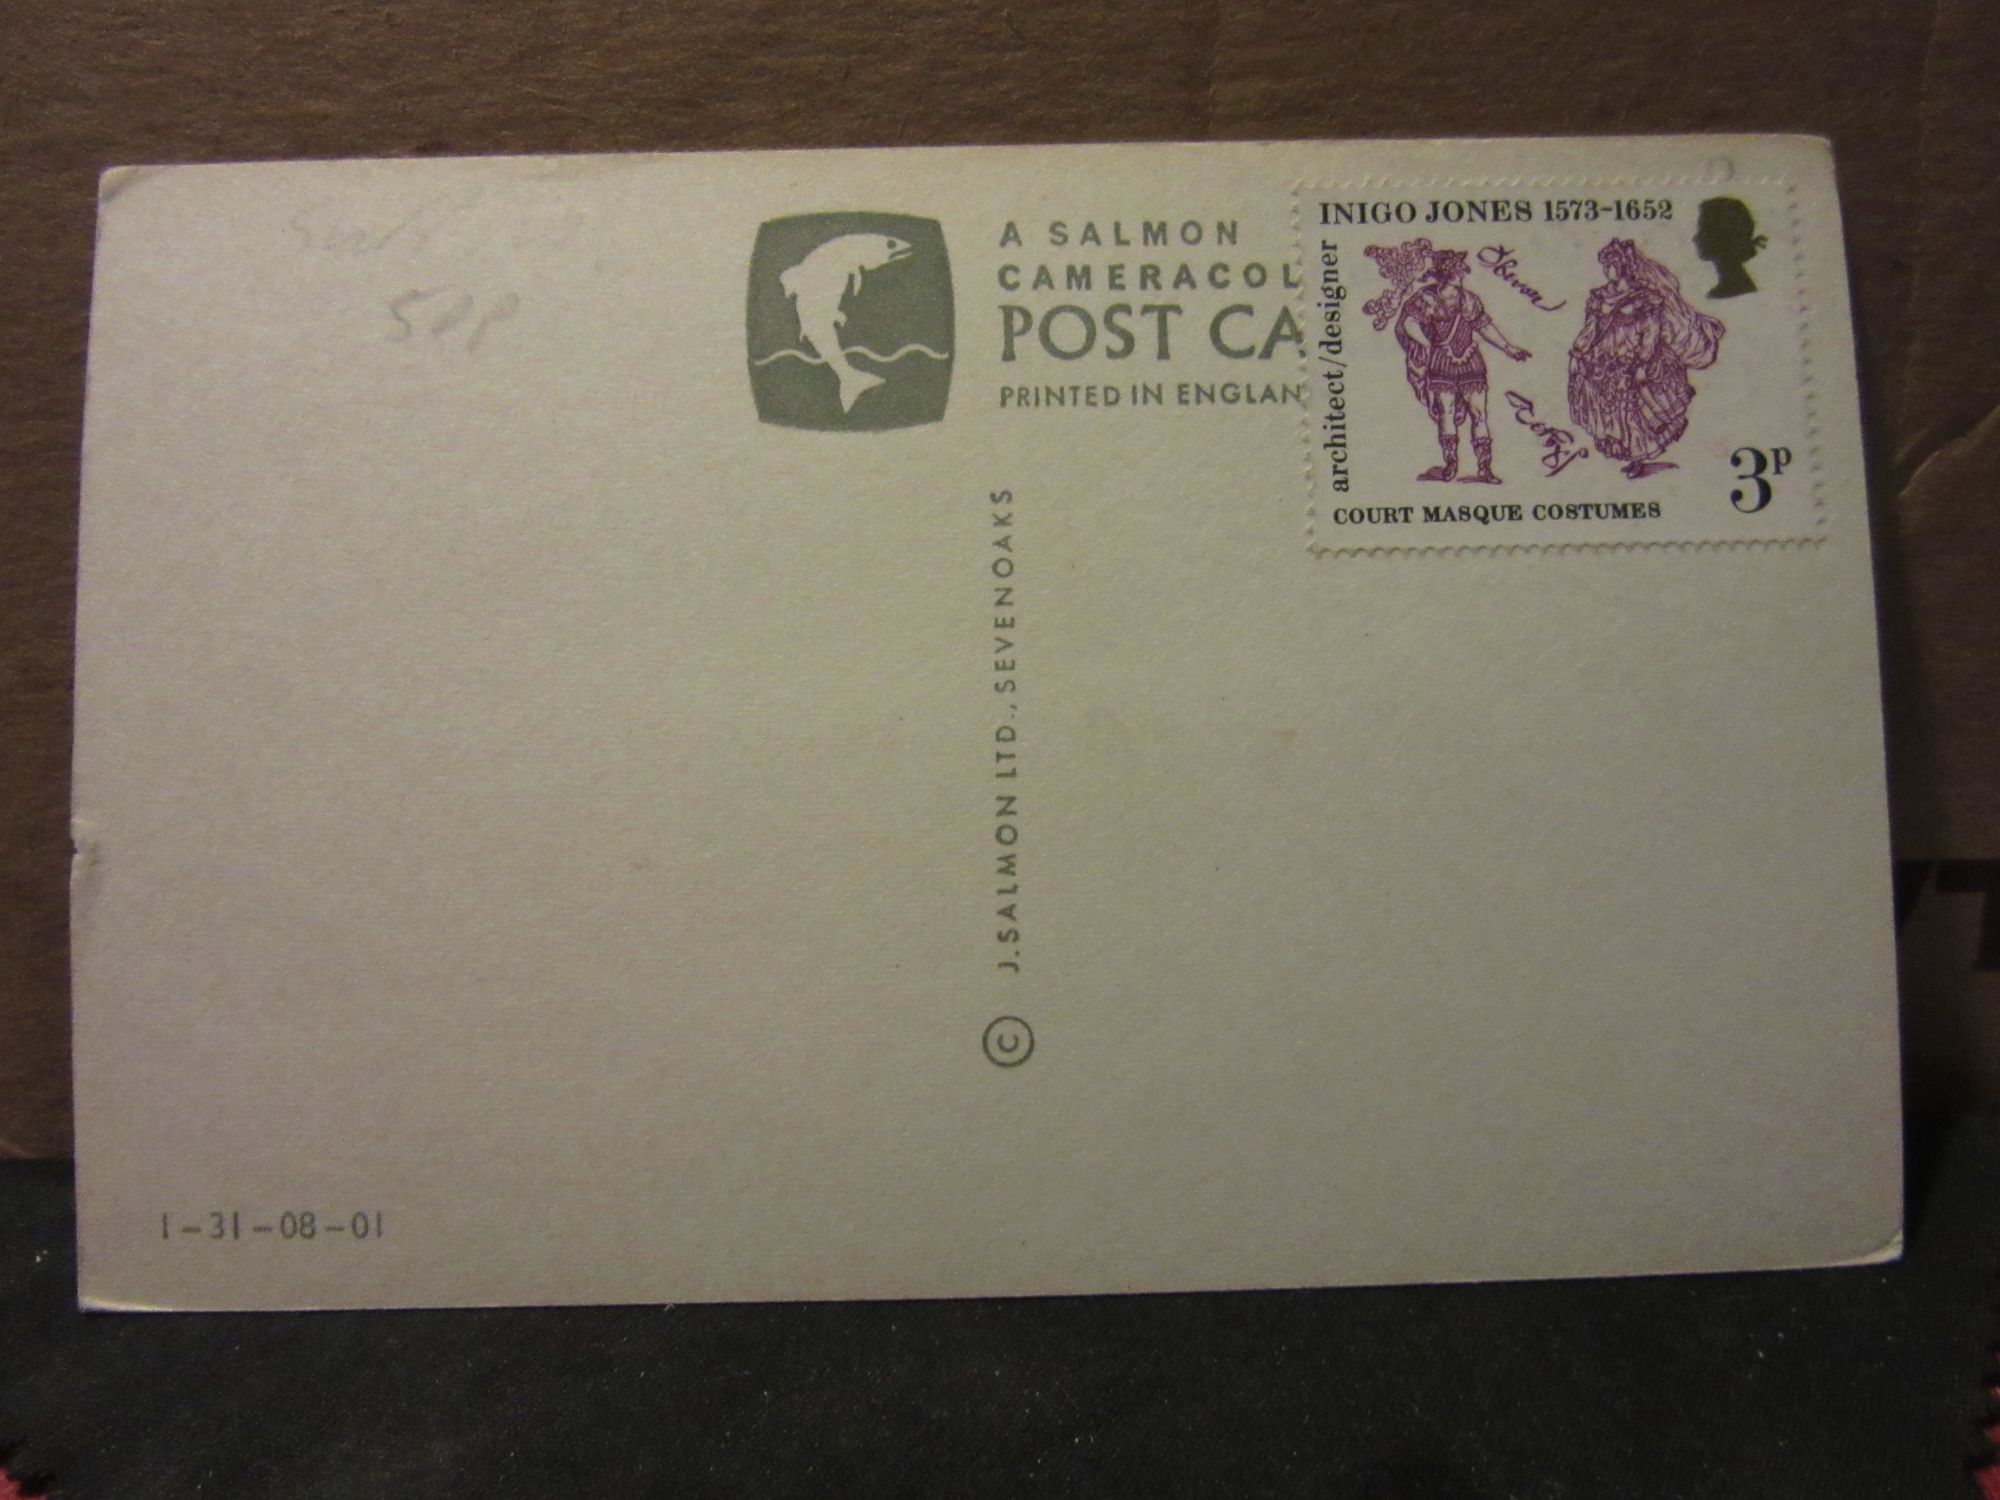 A SALMON
CAMERACOL
POST CA
PRINTED IN ENGLAN
INIGO JONES 1573-1652
architect/designer
COURT MASQUE COSTUMES
3p
© J. SALMON LTD., SEVENOAKS
1-31-08-01